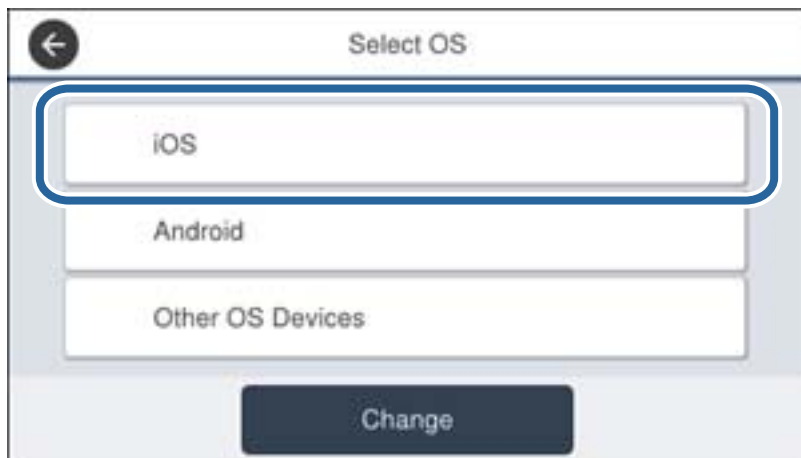 Select OS
iOS
Android
Other OS Devices
Change